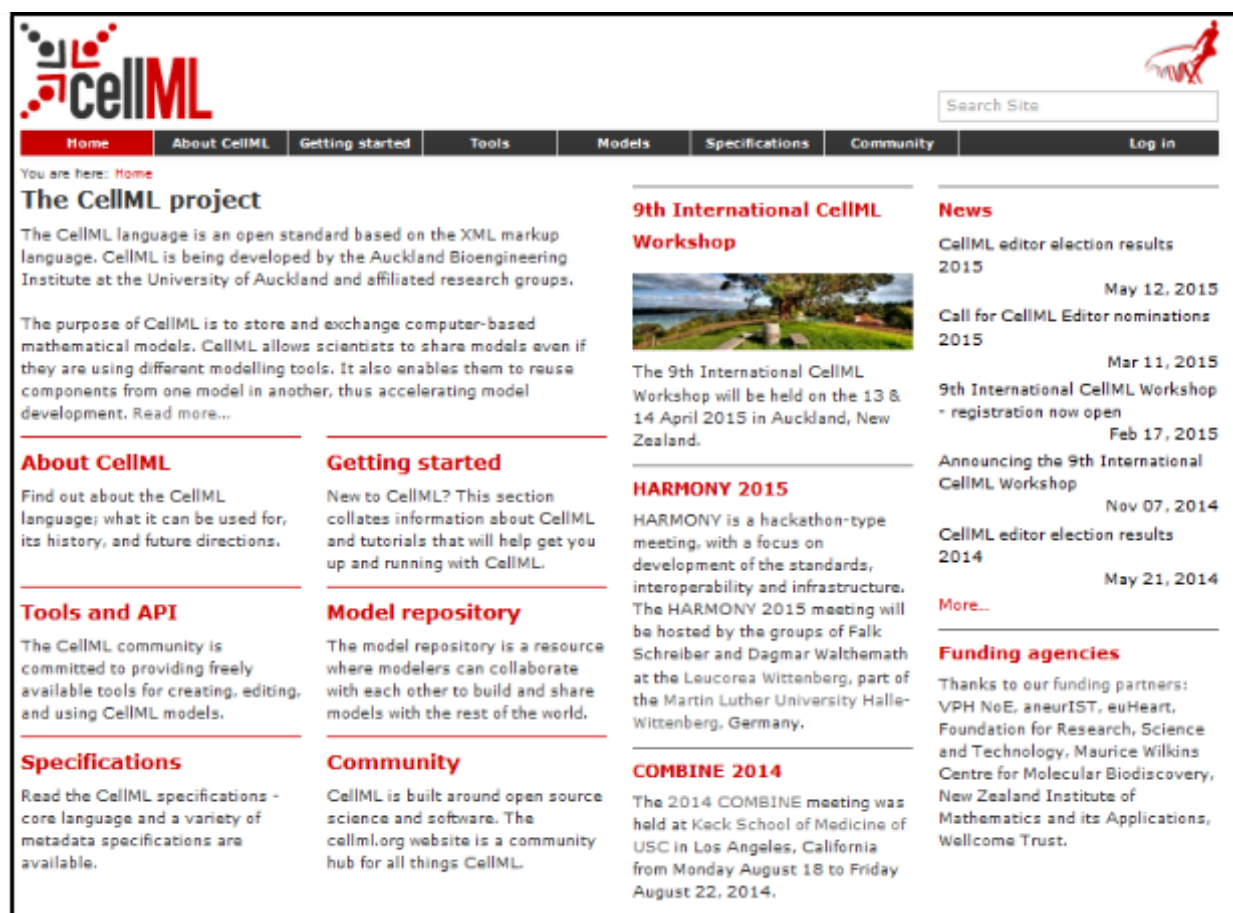 cellML
Search Site
Home
About CellML
Getting started
Tools
Models
Specifications
Community
Log in
You are here: Home
The CellML project
The CellML language is an open standard based on the XML markup
language. CellML is being developed by the Auckland Bioengineering
Institute at the University of Auckland and affiliated research groups.
The purpose of CellML is to store and exchange computer-based
mathematical models. CellML allows scientists to share models even if
they are using different modelling tools. It also enables them to reuse
components from one model in another, thus accelerating model
development. Read more...
About CellML
Find out about the CellML
language; what it can be used for,
its history, and future directions.
Getting started
New to CellML? This section
collates information about CellML
and tutorials that will help get you
up and running with CellML.
Tools and API
The CellML community is
committed to providing freely
available tools for creating, editing,
and using CellML models.
Model repository
The model repository is a resource
where modelers can collaborate
with each other to build and share
models with the rest of the world.
Specifications
Read the CellML specifications -
core language and a variety of
metadata specifications are
available.
Community
CellML is built around open source
science and software. The
cellml.org website is a community
hub for all things CellML.
9th International CellML
Workshop
The 9th International CellML
Workshop will be held on the 13 &
14 April 2015 in Auckland, New
Zealand.
HARMONY 2015
HARMONY is a hackathon-type
meeting, with a focus on
development of the standards,
interoperability and infrastructure.
The HARMONY 2015 meeting will
be hosted by the groups of Falk
Schreiber and Dagmar Walthemath
at the Leucorea Wittenberg, part of
the Martin Luther University Halle-
Wittenberg, Germany.
COMBINE 2014
The 2014 COMBINE meeting was
held at Keck School of Medicine of
USC in Los Angeles, California
from Monday August 18 to Friday
August 22, 2014.
News
CellML editor election results
2015
May 12, 2015
Call for CellML Editor nominations
2015
Mar 11, 2015
9th International CellML Workshop
- registration now open
Feb 17, 2015
Announcing the 9th International
CellML Workshop
Nov 07, 2014
CellML editor election results
2014
May 21, 2014
More...
Funding agencies
Thanks to our funding partners:
VPH NoE, aneurIST, euHeart,
Foundation for Research, Science
and Technology, Maurice Wilkins
Centre for Molecular Biodiscovery,
New Zealand Institute of
Mathematics and its Applications,
Wellcome Trust.